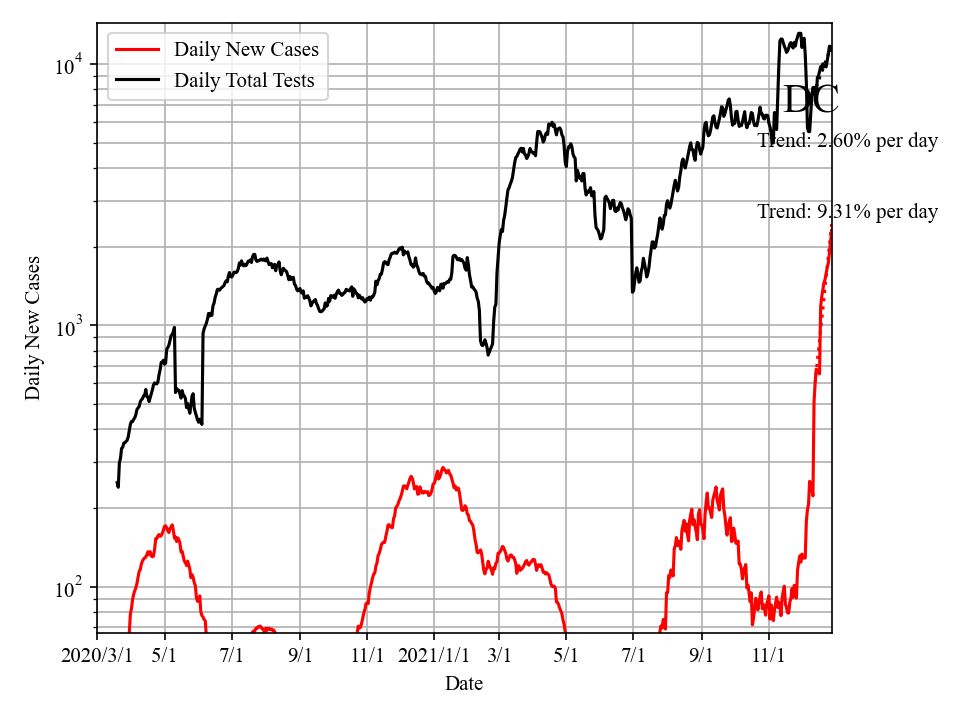 Daily New Cases
Daily Total Tests
DC
Trend: 2.60% per day
Trend: 9.31% per day
10^4
10^3
10^2
Daily New Cases
2020/3/1 5/1 7/1 9/1 11/1 2021/1/1 3/1 5/1 7/1 9/1 11/1
Date